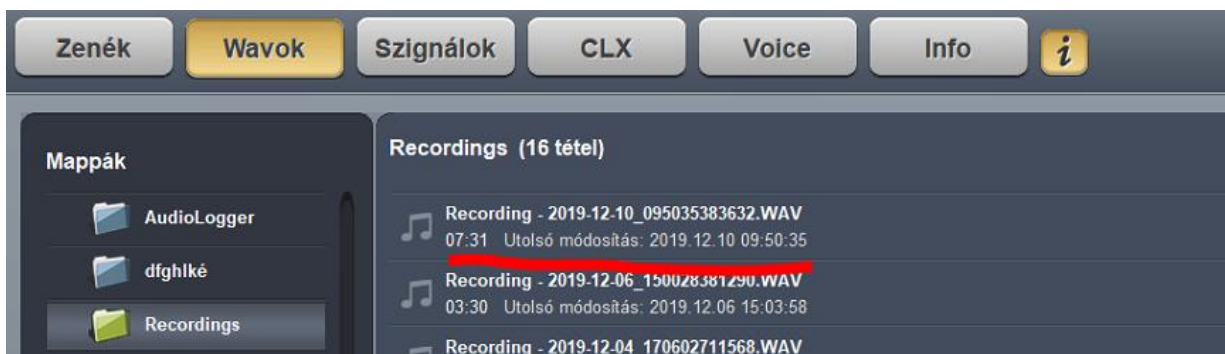 Zenék Wavok Szignálok CLX Voice Info i
Mappák
AudioLogger
dfghlké
Recordings
Recordings (16 tétel)
Recording - 2019-12-10_095035383632.WAV
07:31 Utolsó módosítás: 2019.12.10 09:50:35
Recording - 2019-12-06_150028381290.WAV
03:30 Utolsó módosítás: 2019.12.06 15:03:58
Recording - 2019-12-04_170602711568.WAV